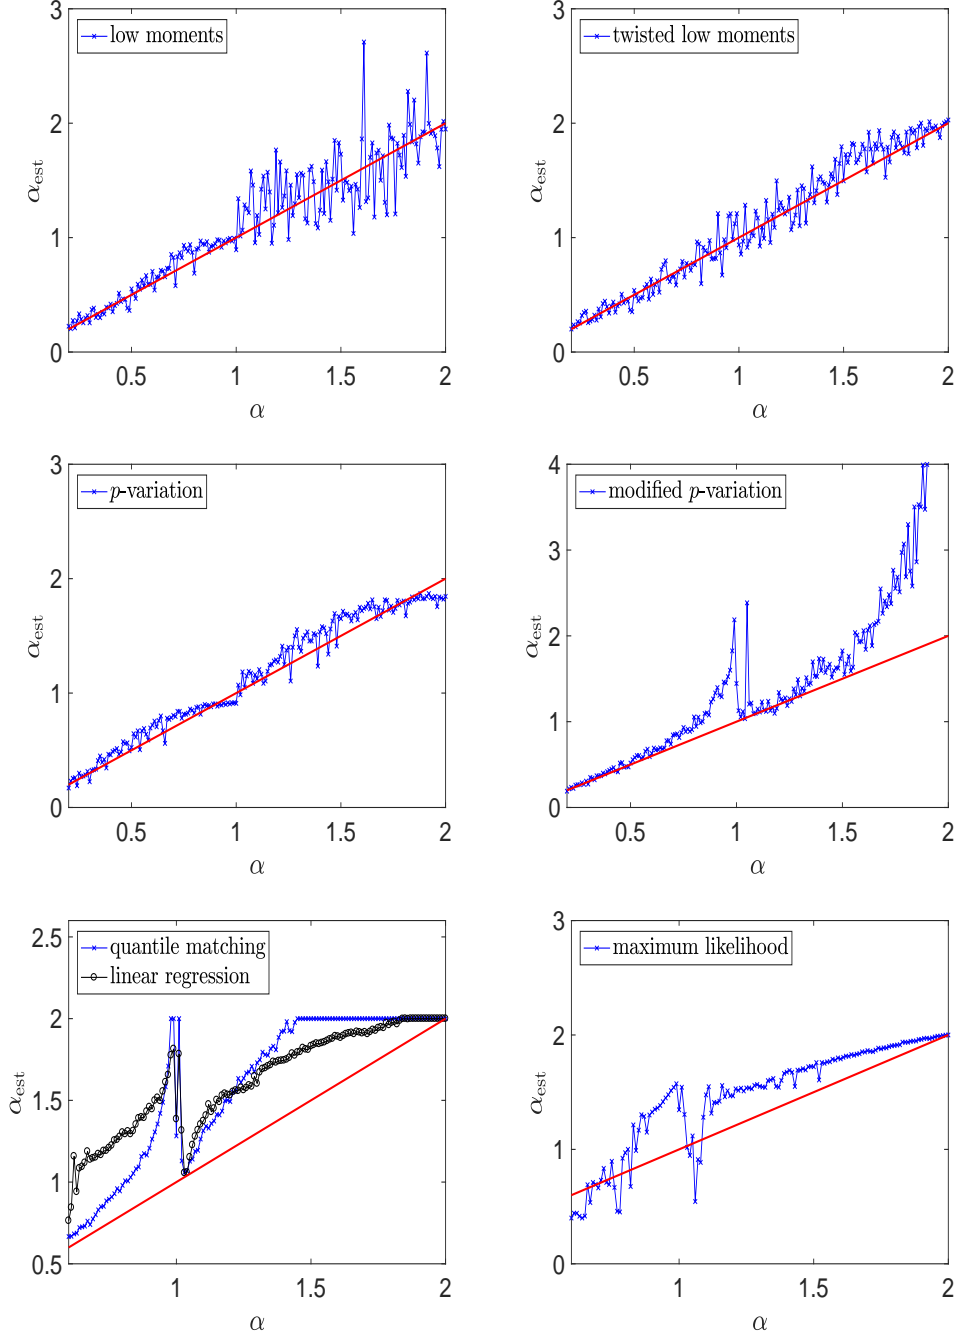 3
low moments
2
α_est
1
0
0.5 1 1.5 2
α
3
twisted low moments
2
α_est
1
0
0.5 1 1.5 2
α
3
p-variation
2
α_est
1
0
0.5 1 1.5 2
α
4
modified p-variation
3
α_est
2
1
0
0.5 1 1.5 2
α
2.5
quantile matching
linear regression
2
α_est
1.5
1
0.5
1 1.5 2
α
3
maximum likelihood
2
α_est
1
0
1 1.5 2
α